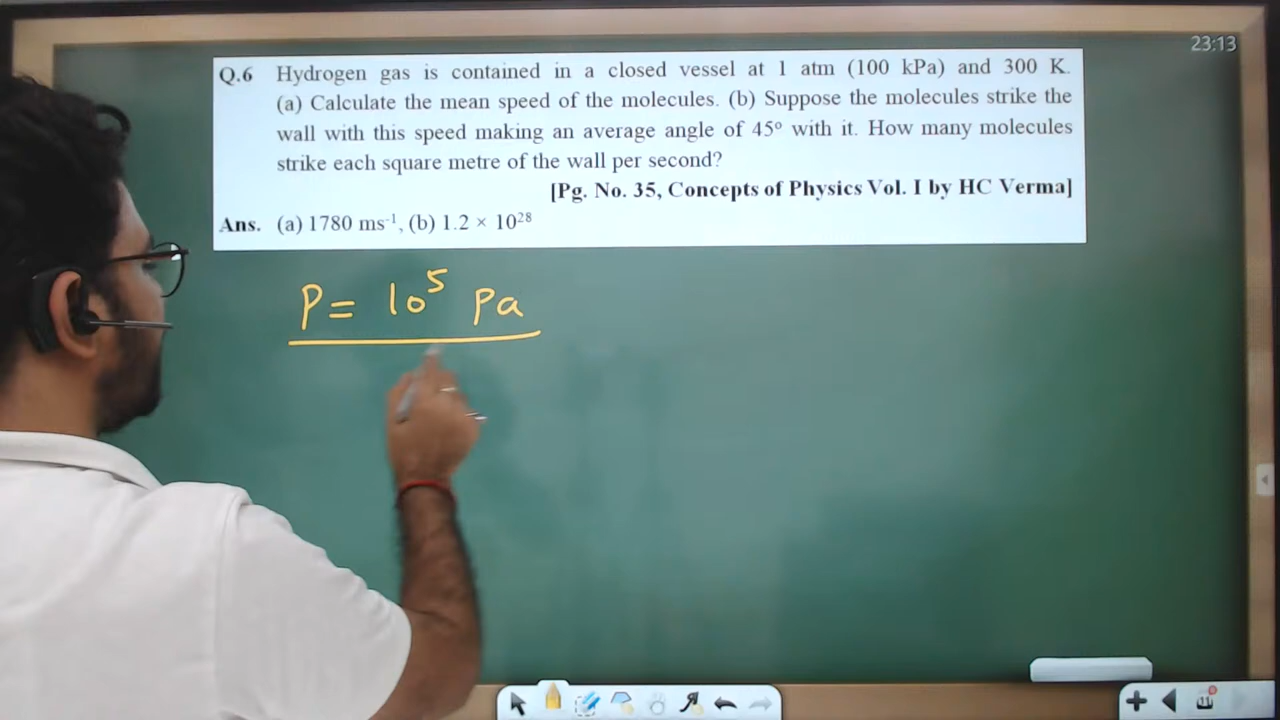 23:13
Q.6 Hydrogen gas is contained in a closed vessel at 1 atm (100 kPa) and 300 K.
(a) Calculate the mean speed of the molecules. (b) Suppose the molecules strike the
wall with this speed making an average angle of 45º with it. How many molecules
strike each square metre of the wall per second?
[Pg. No. 35, Concepts of Physics Vol. I by HC Verma]
Ans. (a) 1780 ms⁻¹, (b) 1.2 × 10²⁸
P = 10⁵ Pa